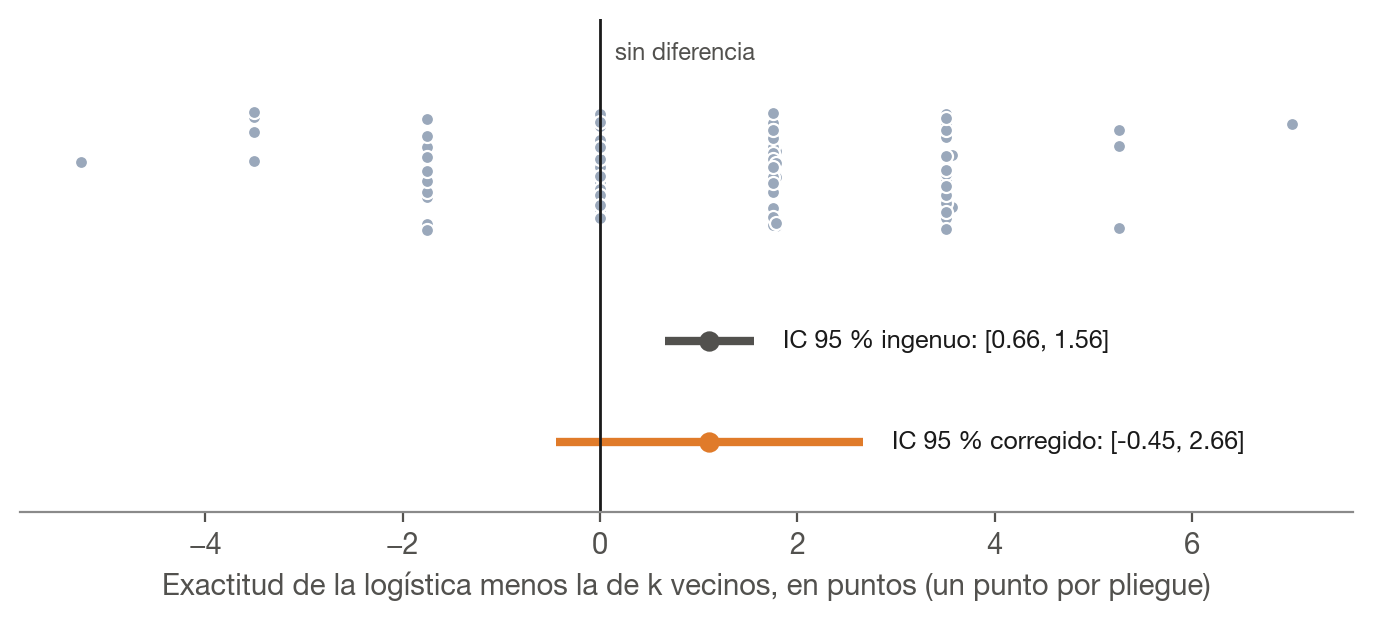 sin diferencia
IC 95 % ingenuo: [0.66, 1.56]
IC 95 % corregido: [-0.45, 2.66]
−4 −2 0 2 4 6
Exactitud de la logística menos la de k vecinos, en puntos (un punto por pliegue)